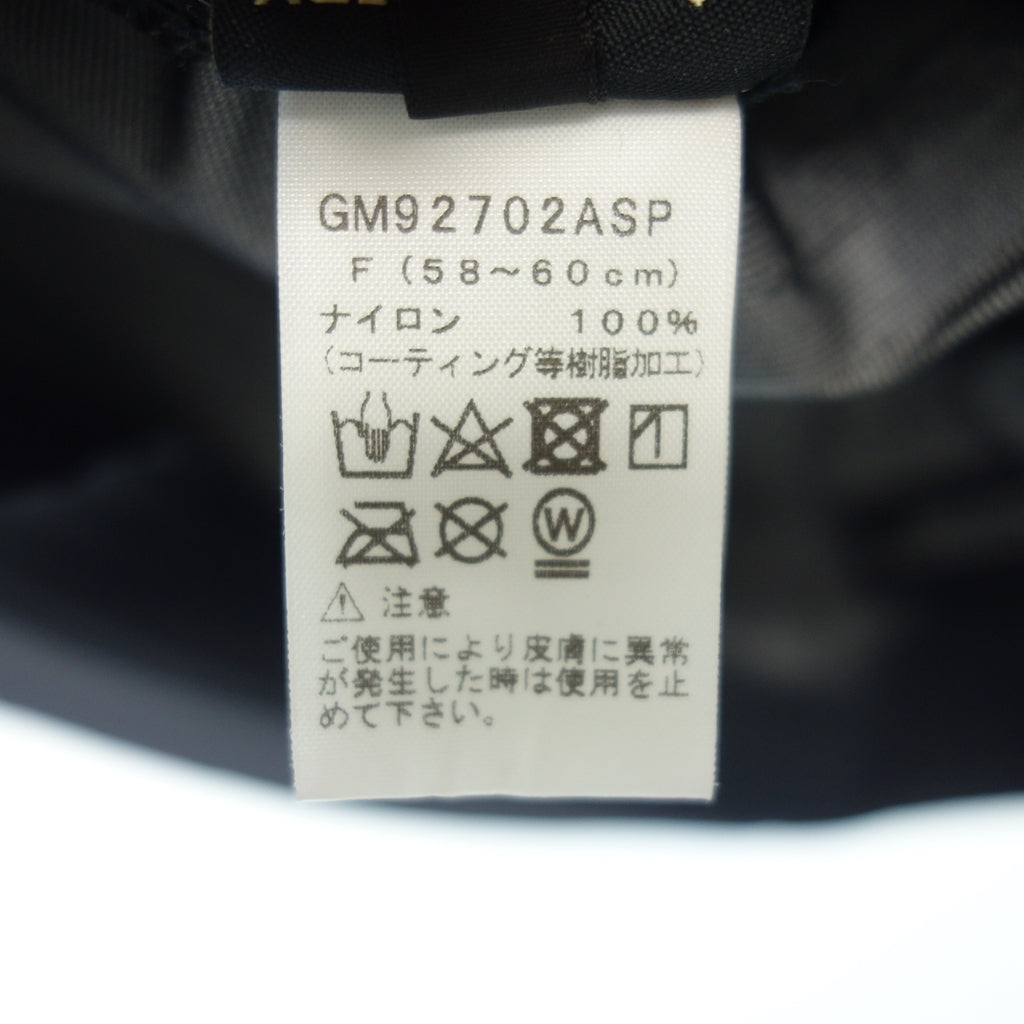 GM92702ASP
F（58～60cm）
ナイロン 100%
（コーティング等樹脂加工）
W
注意
ご使用により皮膚に異常
が発生した時は使用を止
めて下さい。